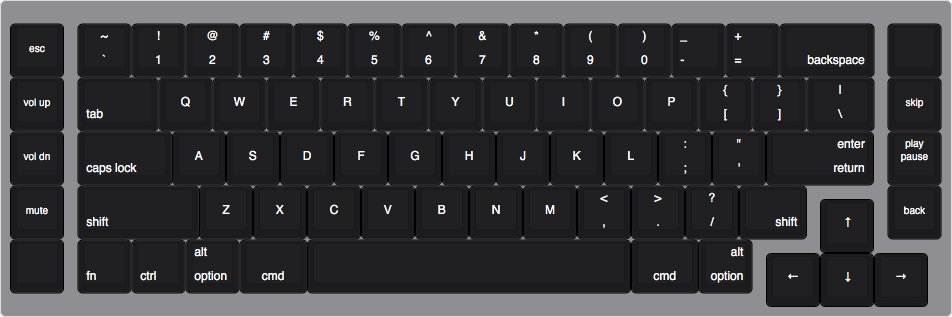 esc ~ ! @ # $ % ^ & * ( ) _ +
` 1 2 3 4 5 6 7 8 9 0 - = backspace
vol up tab Q W E R T Y U I O P { } | skip
[ ] \
vol dn caps lock A S D F G H J K L : " enter play
; ' return pause
mute shift Z X C V B N M < > ? shift ↑ back
, . /
fn ctrl alt cmd cmd alt ← ↓ →
option option